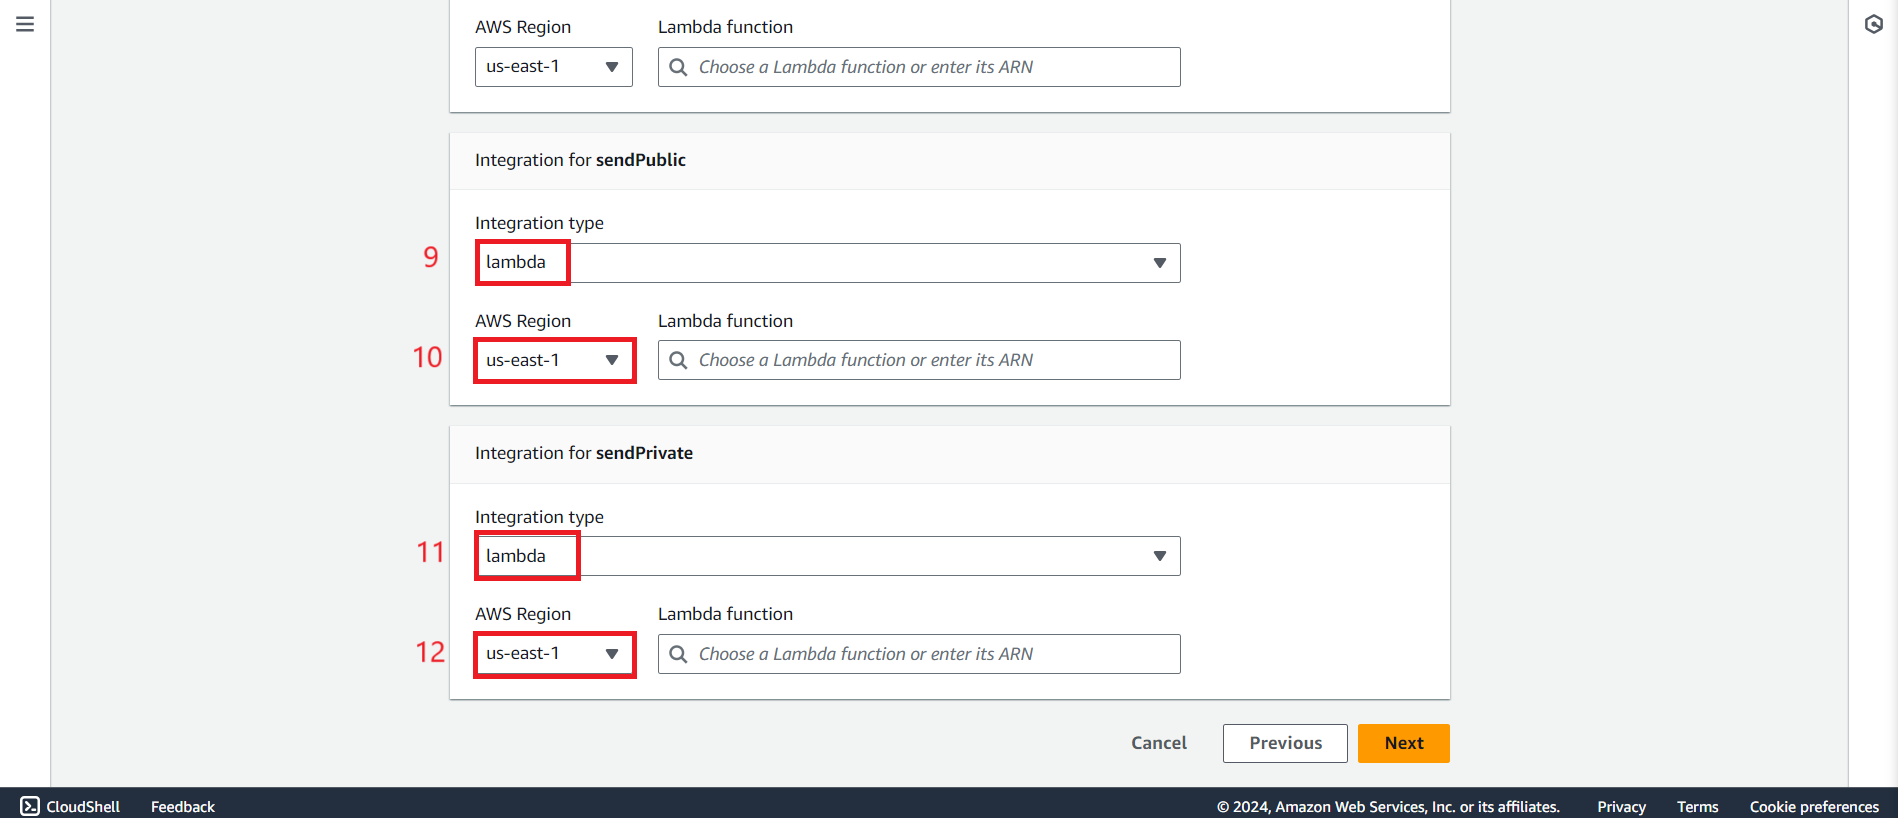 AWS Region Lambda function
us-east-1 Choose a Lambda function or enter its ARN
Integration for sendPublic
Integration type
9 lambda
AWS Region Lambda function
10 us-east-1 Choose a Lambda function or enter its ARN
Integration for sendPrivate
Integration type
11 lambda
AWS Region Lambda function
12 us-east-1 Choose a Lambda function or enter its ARN
Cancel Previous Next
CloudShell Feedback © 2024, Amazon Web Services, Inc. or its affiliates. Privacy Terms Cookie preferences